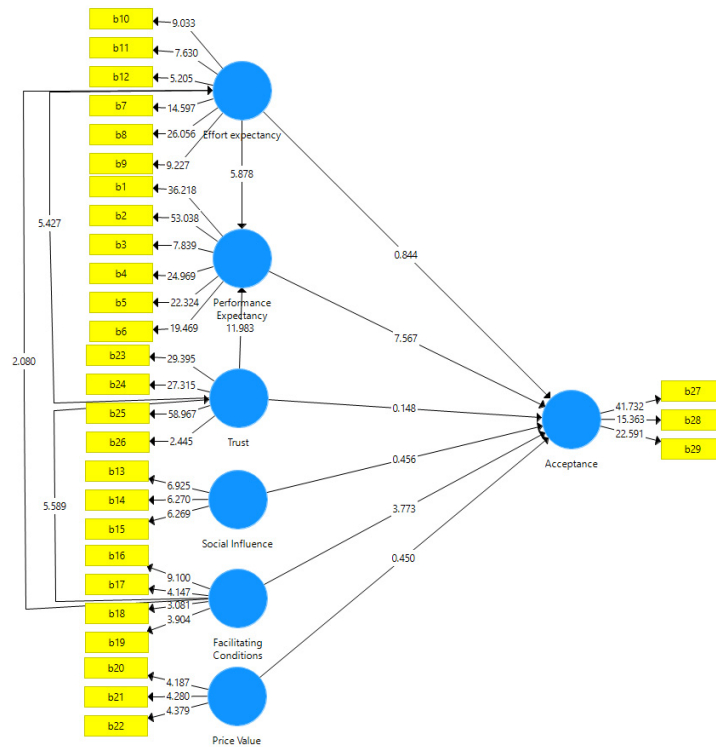 b10
9.033
b11
7.630
b12
5.205
b7
14.597
b8
26.056
Effort expectancy
b9
9.227
5.878
b1
36.218
b2
53.038
5.427
b3
7.839
0.844
b4
24.969
b5
22.324
Performance
Expectancy
b6
19.469
11.983
7.567
2.080
b23
29.395
b24
27.315
b27
41.732
b25
58.967
0.148
b28
15.363
b26
2.445
Trust
b29
22.591
0.456
Acceptance
b13
6.925
5.589
b14
6.270
3.773
b15
6.269
Social Influence
b16
9.100
0.450
b17
4.147
b18
3.081
b19
3.904
Facilitating
Conditions
b20
4.187
b21
4.280
b22
4.379
Price Value